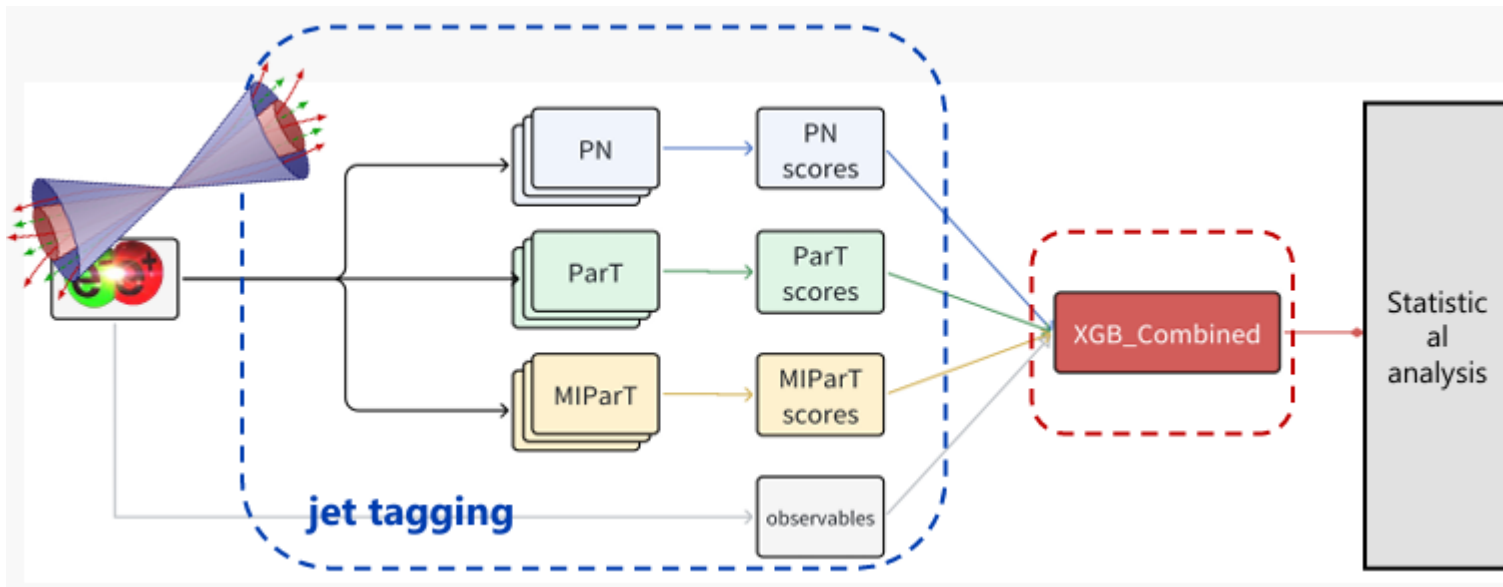 PN
PN
scores
ParT
ParT
scores
MIParT
MIParT
scores
jet tagging
observables
XGB_Combined
Statistic
al
analysis